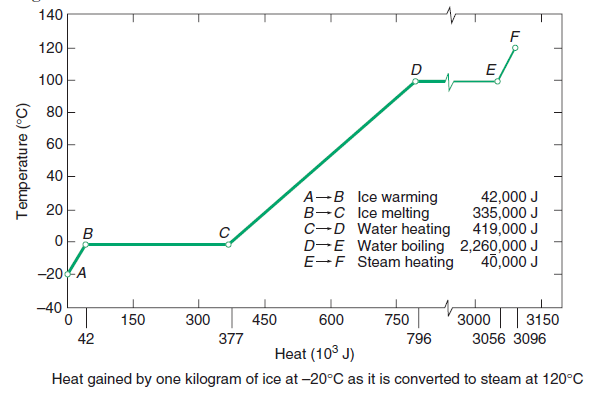 140
120
100
80
60
40
20
0
–20
–40
Temperature (°C)
A
B
C
D
E
F
A→B Ice warming 42,000 J
B→C Ice melting 335,000 J
C→D Water heating 419,000 J
D→E Water boiling 2,260,000 J
E→F Steam heating 40,000 J
0 150 300 450 600 750 3000 3150
42 377 796 3056 3096
Heat (10³ J)
Heat gained by one kilogram of ice at –20°C as it is converted to steam at 120°C